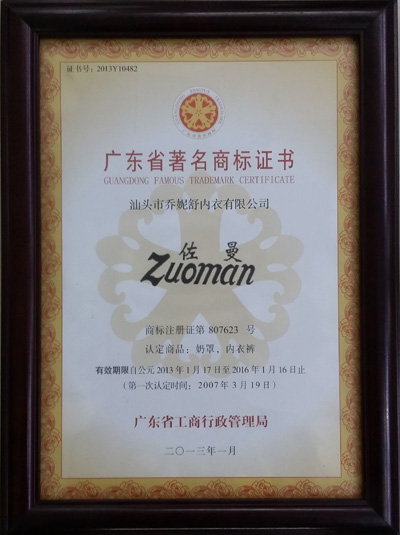 证书号：2013Y10482
广东省著名商标证书
GUANGDONG FAMOUS TRADEMARK CERTIFICATE
汕头市乔妮舒内衣有限公司
佐曼
Zuoman
商标注册证第 807623 号
认定商品：奶罩，内衣裤
有效期限自公元 2013 年 1 月 17 日至 2016 年 1 月 16 日止
（第一次认定时间：2007 年 3 月 19 日）
广东省工商行政管理局
二〇一三年一月